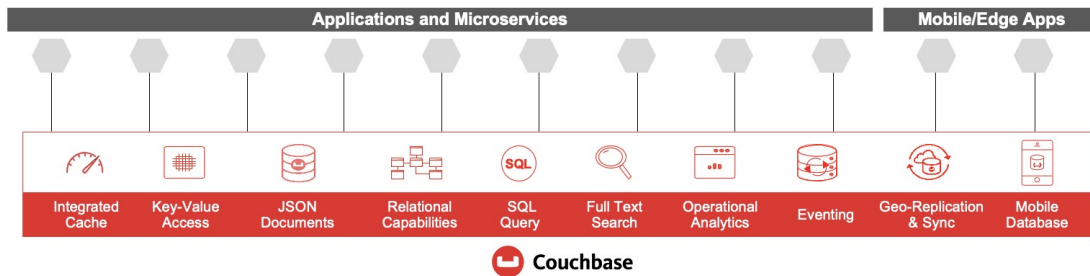 Applications and Microservices
Mobile/Edge Apps
SQL
Integrated
Cache
Key-Value
Access
JSON
Documents
Relational
Capabilities
SQL
Query
Full Text
Search
Operational
Analytics
Eventing
Geo-Replication
& Sync
Mobile
Database
Couchbase